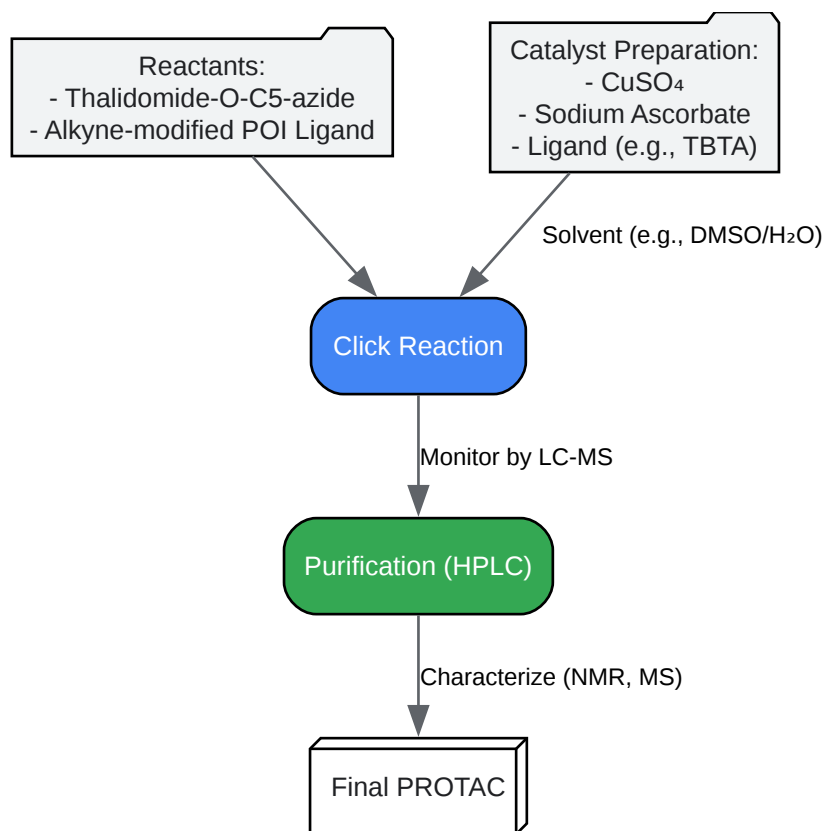 Reactants:
- Thalidomide-O-C5-azide
- Alkyne-modified POI Ligand
Catalyst Preparation:
- CuSO₄
- Sodium Ascorbate
- Ligand (e.g., TBTA)
Solvent (e.g., DMSO/H₂O)
Click Reaction
Monitor by LC-MS
Purification (HPLC)
Characterize (NMR, MS)
Final PROTAC